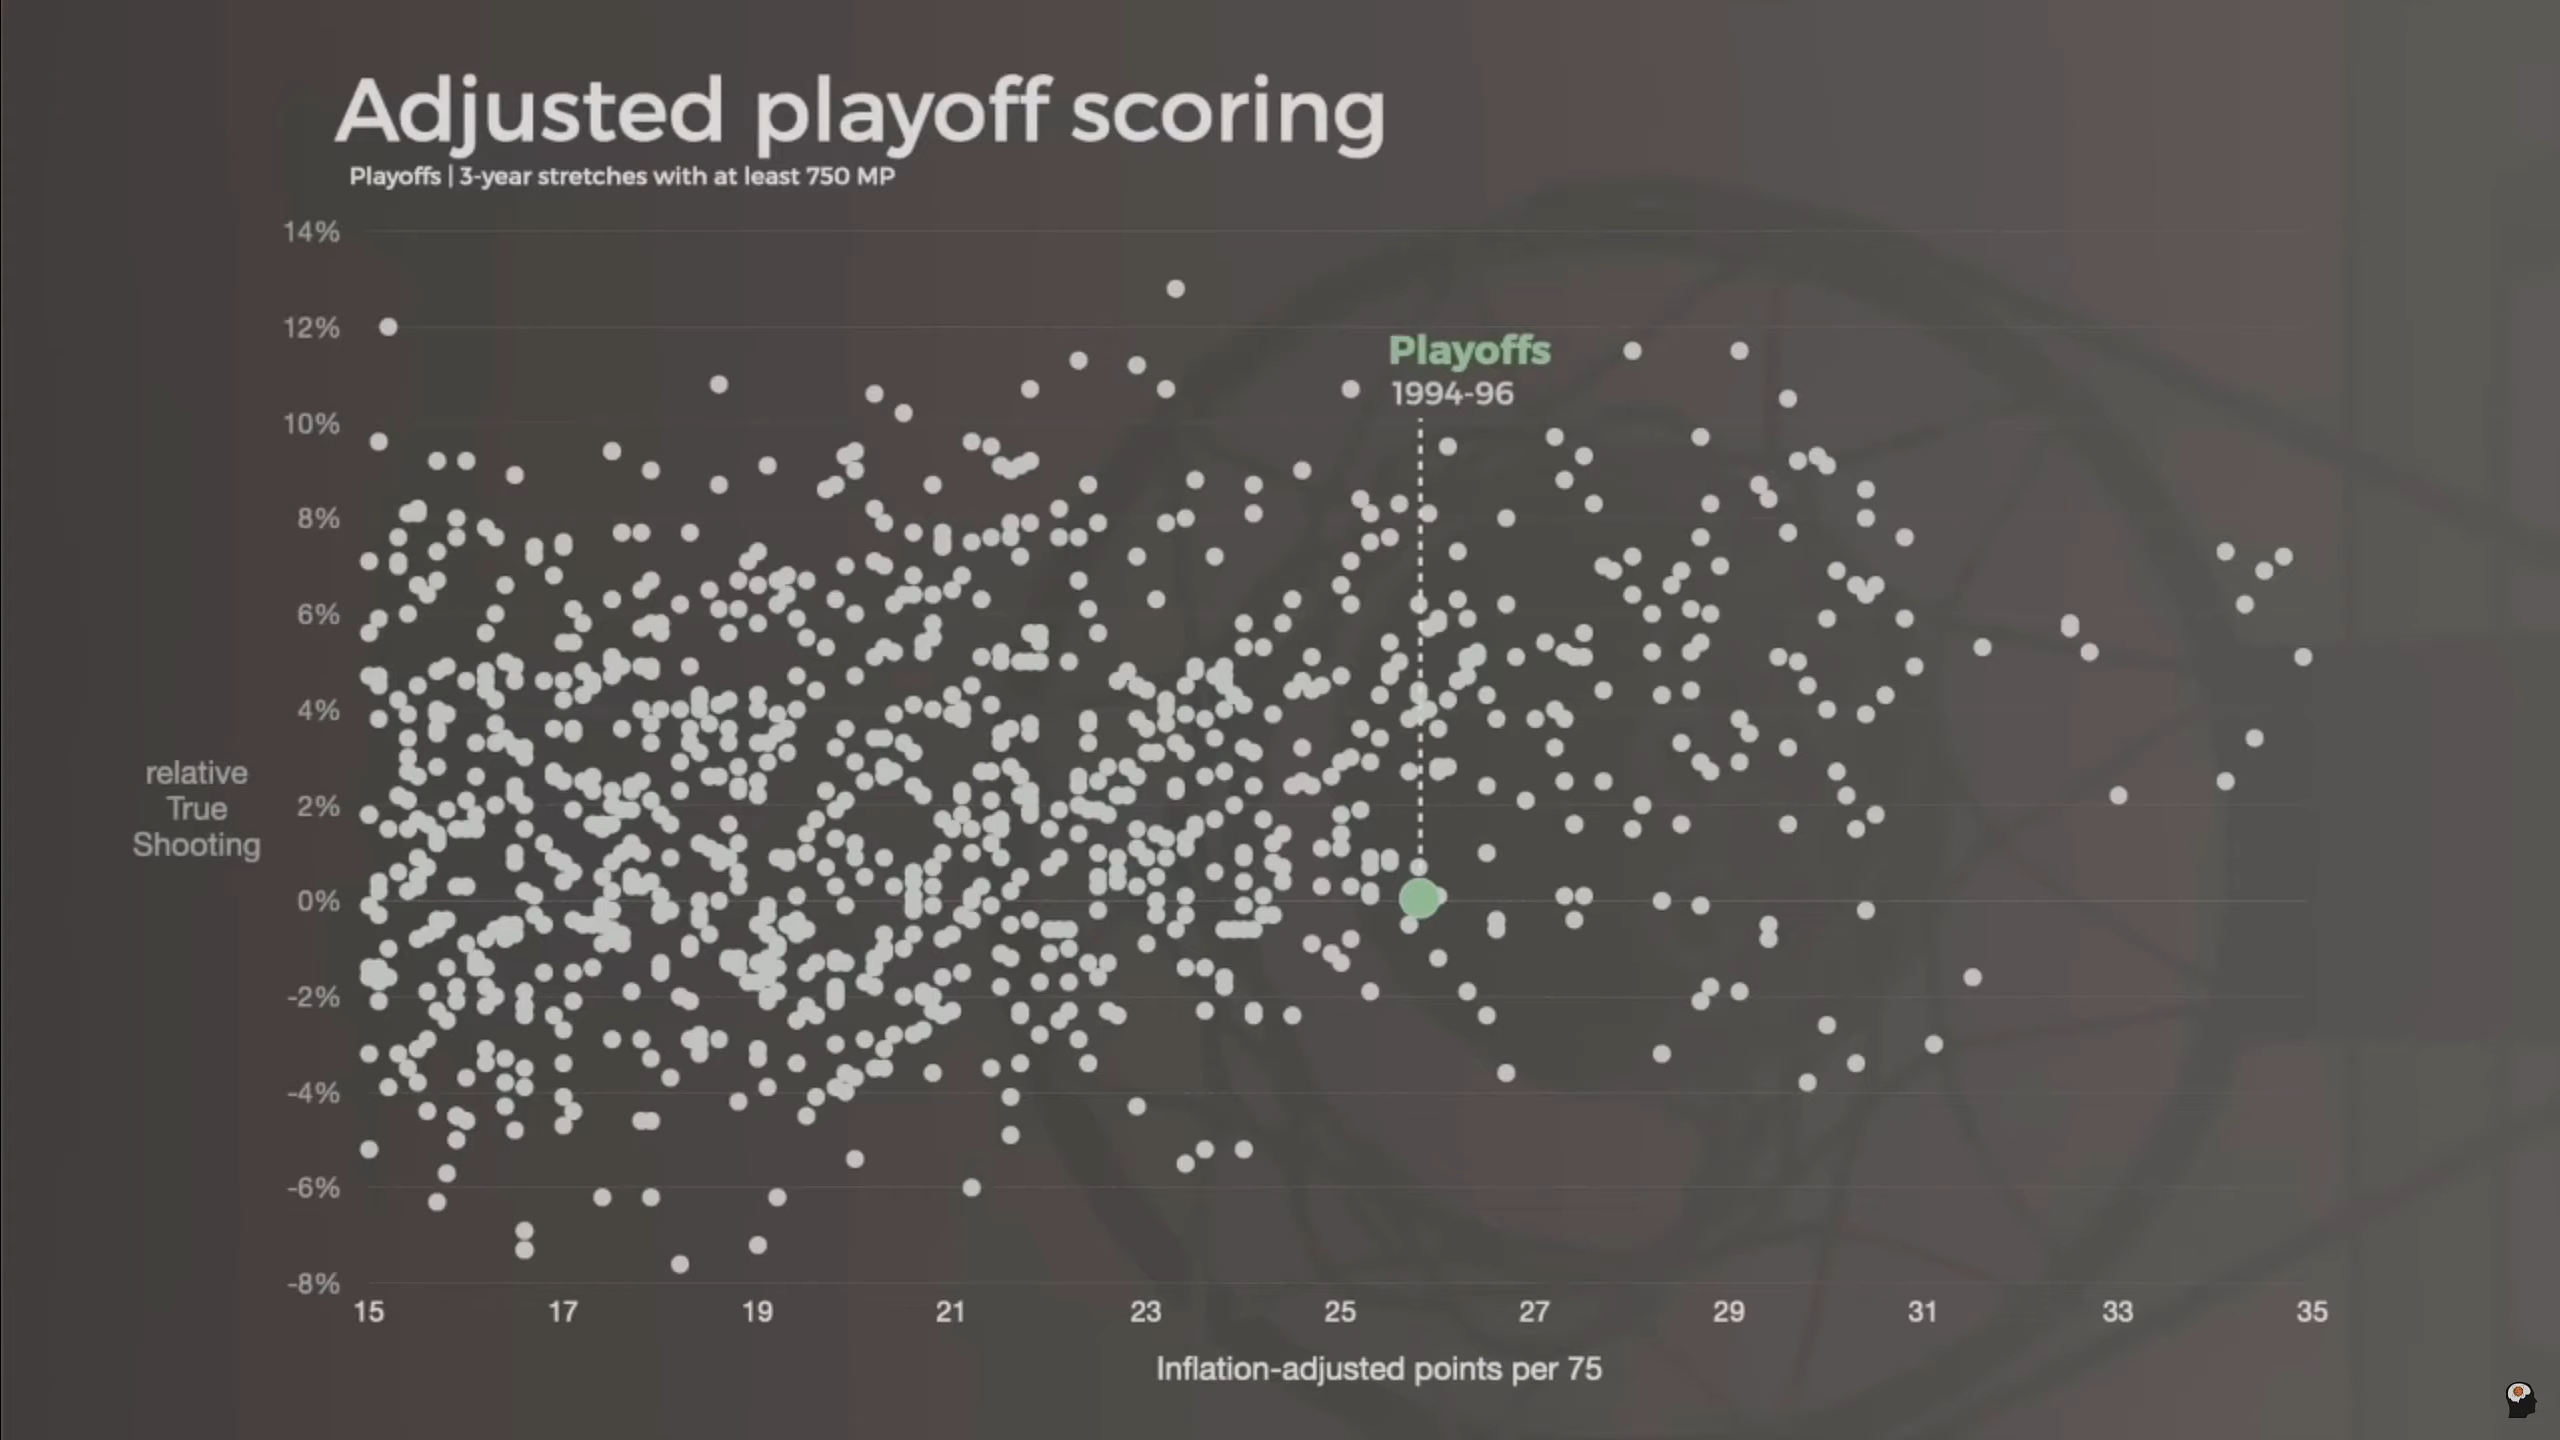 Adjusted playoff scoring
Playoffs | 3-year stretches with at least 750 MP
14%
12%
Playoffs
1994-96
10%
8%
6%
4%
relative
True
Shooting
2%
0%
-2%
-4%
-6%
-8%
15 17 19 21 23 25 27 29 31 33 35
Inflation-adjusted points per 75